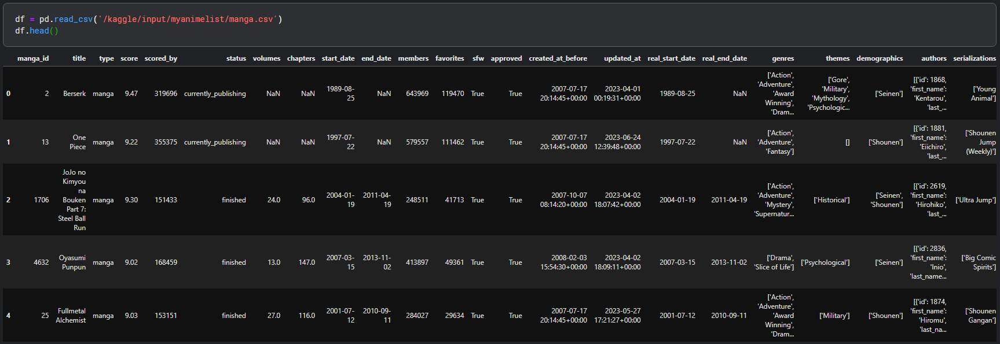 df = pd.read_csv('/kaggle/input/myanimelist/manga.csv')
df.head()
manga_id title type score scored_by status volumes chapters start_date end_date members favorites sfw approved created_at_before updated_at real_start_date real_end_date genres themes demographics authors serializations
0 2 Berserk manga 9.47 319696 currently_publishing NaN NaN 1989-08-25 NaN 643969 119470 True True 2007-07-17 20:14:45+00:00 2023-04-01 00:19:31+00:00 1989-08-25 NaN ['Action', 'Adventure', 'Award Winning', 'Dram... ['Gore', 'Military', 'Mythology', 'Psychologic... ['Seinen'] [{'id': 1868, 'first_name': 'Kentarou', 'last_... ['Young Animal']
1 13 One Piece manga 9.22 355375 currently_publishing NaN NaN 1997-07-22 NaN 579557 111462 True True 2007-07-17 20:14:45+00:00 2023-06-24 12:39:48+00:00 1997-07-22 NaN ['Action', 'Adventure', 'Fantasy'] [] ['Shounen'] [{'id': 1881, 'first_name': 'Eiichiro', 'last_... ['Shounen Jump (Weekly)']
2 1706 JoJo no Kimyou na Bouken Part 7: Steel Ball Run manga 9.30 151433 finished 24.0 96.0 2004-01-19 2011-04-19 248511 41713 True True 2007-10-07 08:14:20+00:00 2023-04-02 18:07:42+00:00 2004-01-19 2011-04-19 ['Action', 'Adventure', 'Mystery', 'Supernatur... ['Historical'] ['Seinen', 'Shounen'] [{'id': 2619, 'first_name': 'Hirohiko', 'last_... ['Ultra Jump']
3 4632 Oyasumi Punpun manga 9.02 168459 finished 13.0 147.0 2007-03-15 2013-11-02 413897 49361 True True 2008-02-03 15:54:30+00:00 2023-04-02 18:09:11+00:00 2007-03-15 2013-11-02 ['Drama', 'Slice of Life'] ['Psychological'] ['Seinen'] [{'id': 2836, 'first_name': 'Inio', 'last_name... ['Big Comic Spirits']
4 25 Fullmetal Alchemist manga 9.03 153151 finished 27.0 116.0 2001-07-12 2010-09-11 284027 29634 True True 2007-07-17 20:14:45+00:00 2023-05-27 17:21:27+00:00 2001-07-12 2010-09-11 ['Action', 'Adventure', 'Award Winning', 'Dram... ['Military'] ['Shounen'] [{'id': 1874, 'first_name': 'Hiromu', 'last_na... ['Shounen Gangan']